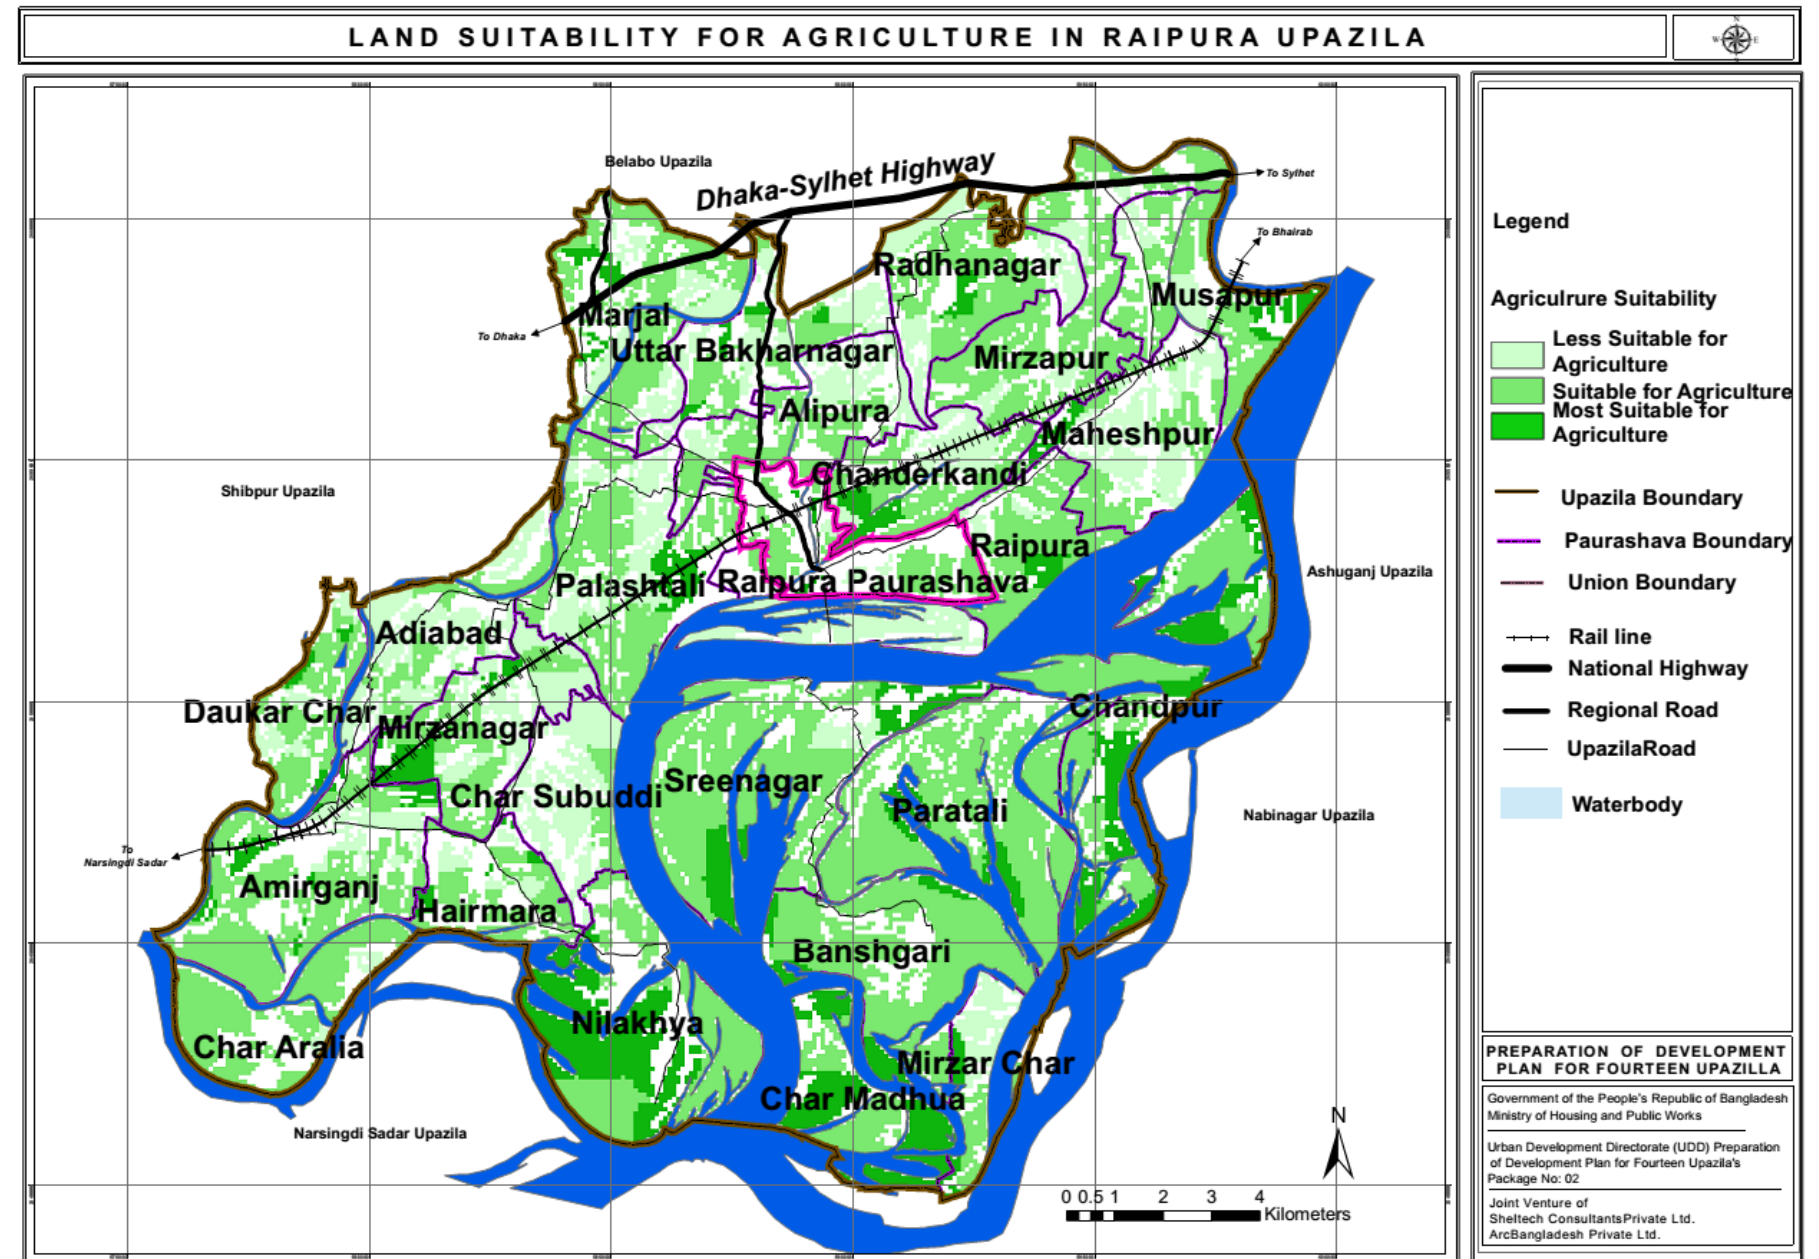 LAND SUITABILITY FOR AGRICULTURE IN RAIPURA UPAZILA
N
W
E
Belabo Upazila
Dhaka-Sylhet Highway
To Sylhet
To Bhairab
Radhanagar
Musapur
Marjal
To Dhaka
Uttar Bakharnagar
Mirzapur
Alipura
Maheshpur
Chanderkandi
Shibpur Upazila
Raipura
Palashtali
Raipura Paurashava
Ashuganj Upazila
Adiabad
Daukar Char
Mirzanagar
Chandpur
Char Subuddi
Sreenagar
Paratali
Nabinagar Upazila
To
Narsingdi Sadar
Amirganj
Hairmara
Banshgari
Nilakhya
Char Aralia
Mirzar Char
Char Madhua
Narsingdi Sadar Upazila
N
0 0.5 1 2 3 4
Kilometers
Legend
Agriculrure Suitability
Less Suitable for
Agriculture
Suitable for Agriculture
Most Suitable for
Agriculture
Upazila Boundary
Paurashava Boundary
Union Boundary
Rail line
National Highway
Regional Road
UpazilaRoad
Waterbody
PREPARATION OF DEVELOPMENT
PLAN FOR FOURTEEN UPAZILLA
Government of the People's Republic of Bangladesh
Ministry of Housing and Public Works
Urban Development Directorate (UDD) Preparation
of Development Plan for Fourteen Upazila's
Package No: 02
Joint Venture of
Sheltech ConsultantsPrivate Ltd.
ArcBangladesh Private Ltd.